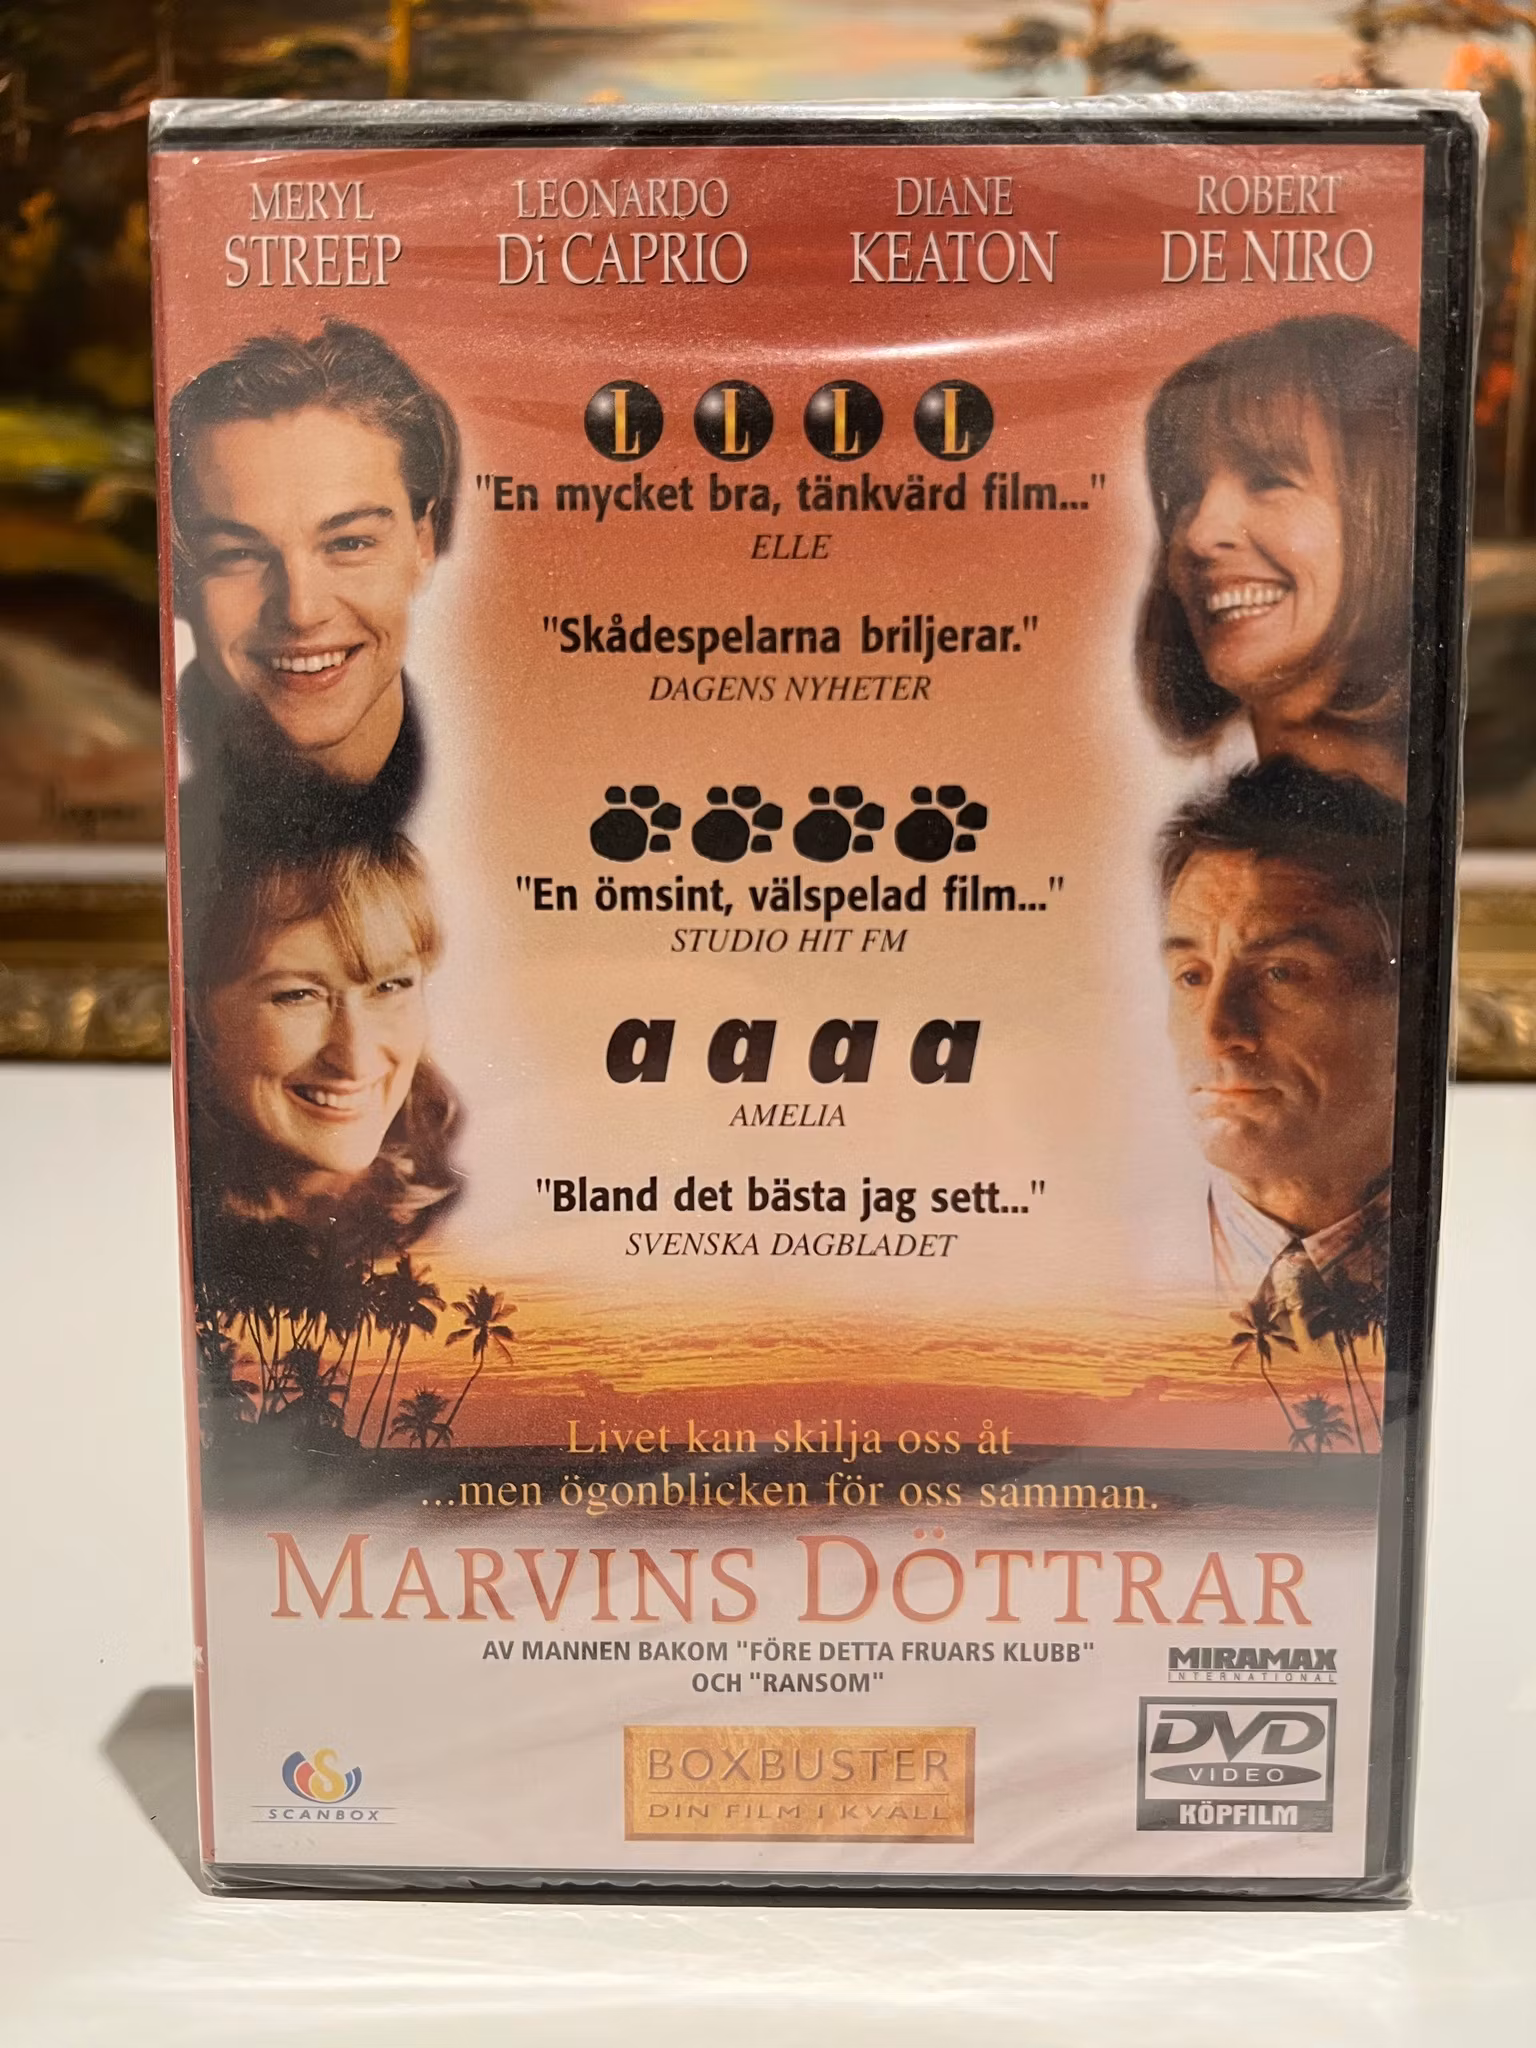 MERYL
STREEP
LEONARDO
Di CAPRIO
DIANE
KEATON
ROBERT
DE NIRO
L L L L
"En mycket bra, tänkvärd film..."
ELLE
"Skådespelarna briljerar."
DAGENS NYHETER
"En ömsint, välspelad film..."
STUDIO HIT FM
a a a a
AMELIA
"Bland det bästa jag sett..."
SVENSKA DAGBLADET
Livet kan skilja oss åt
...men ögonblicken för oss samman.
MARVINS DÖTTRAR
AV MANNEN BAKOM "FÖRE DETTA FRUARS KLUBB"
OCH "RANSOM"
MIRAMAX
INTERNATIONAL
DVD
VIDEO
KÖPFILM
S
SCANBOX
BOXBUSTER
DIN FILM I KVÄLL